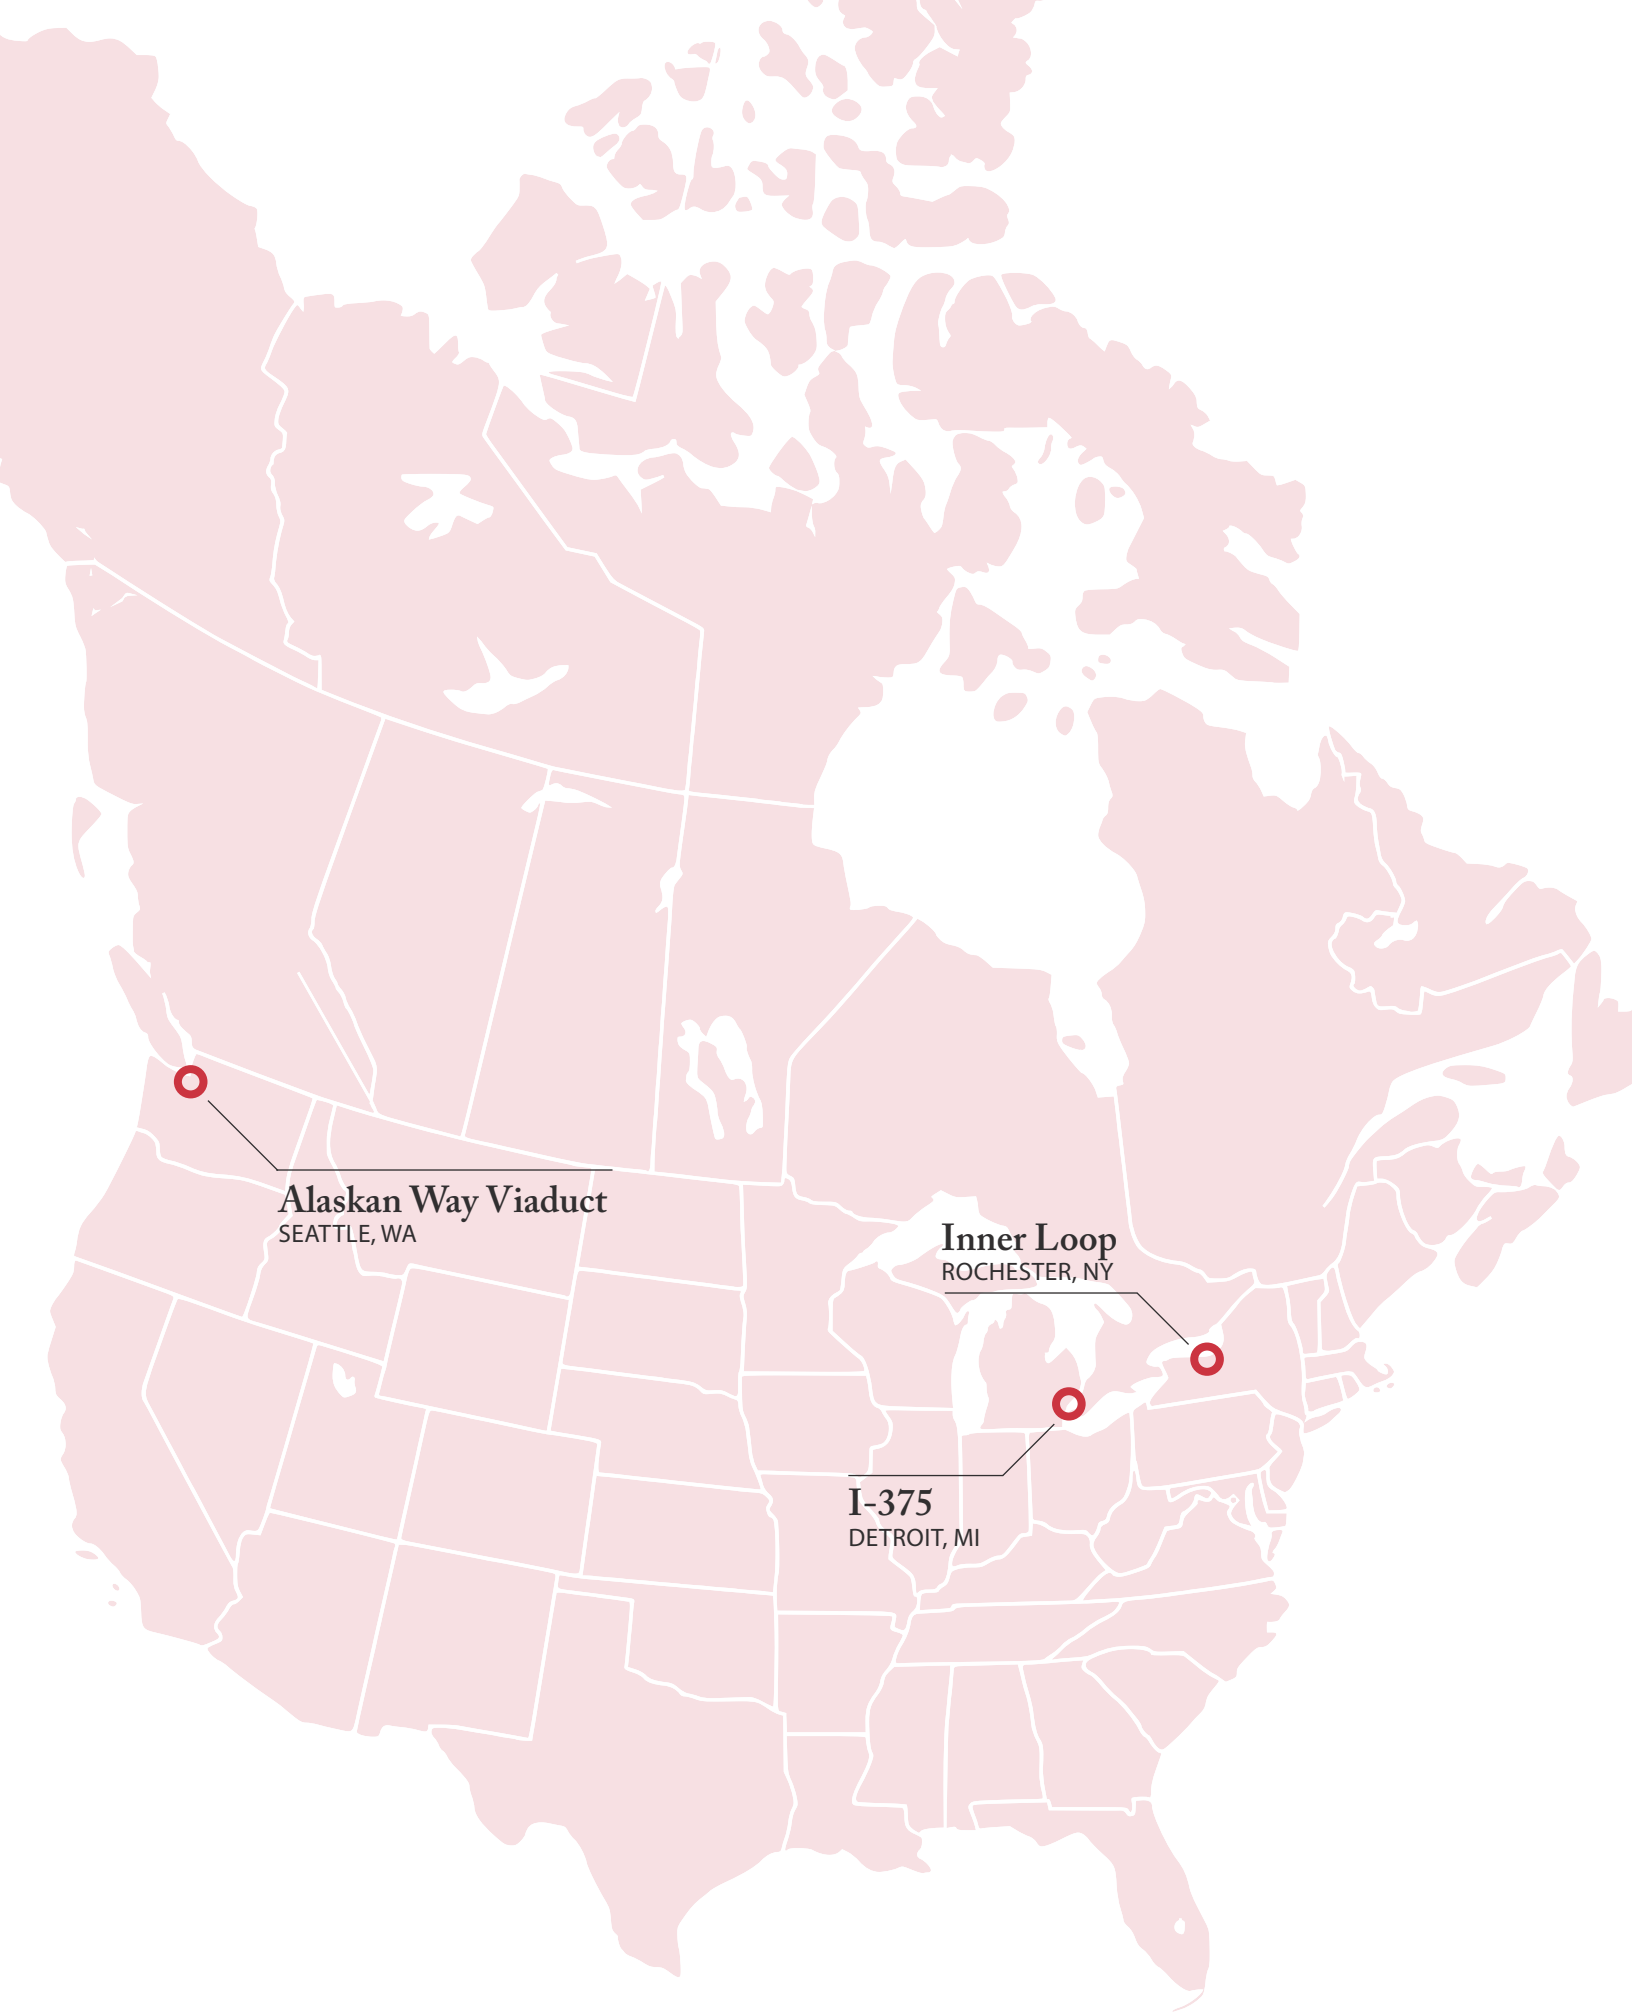 Alaskan Way Viaduct
SEATTLE, WA
Inner Loop
ROCHESTER, NY
I-375
DETROIT, MI